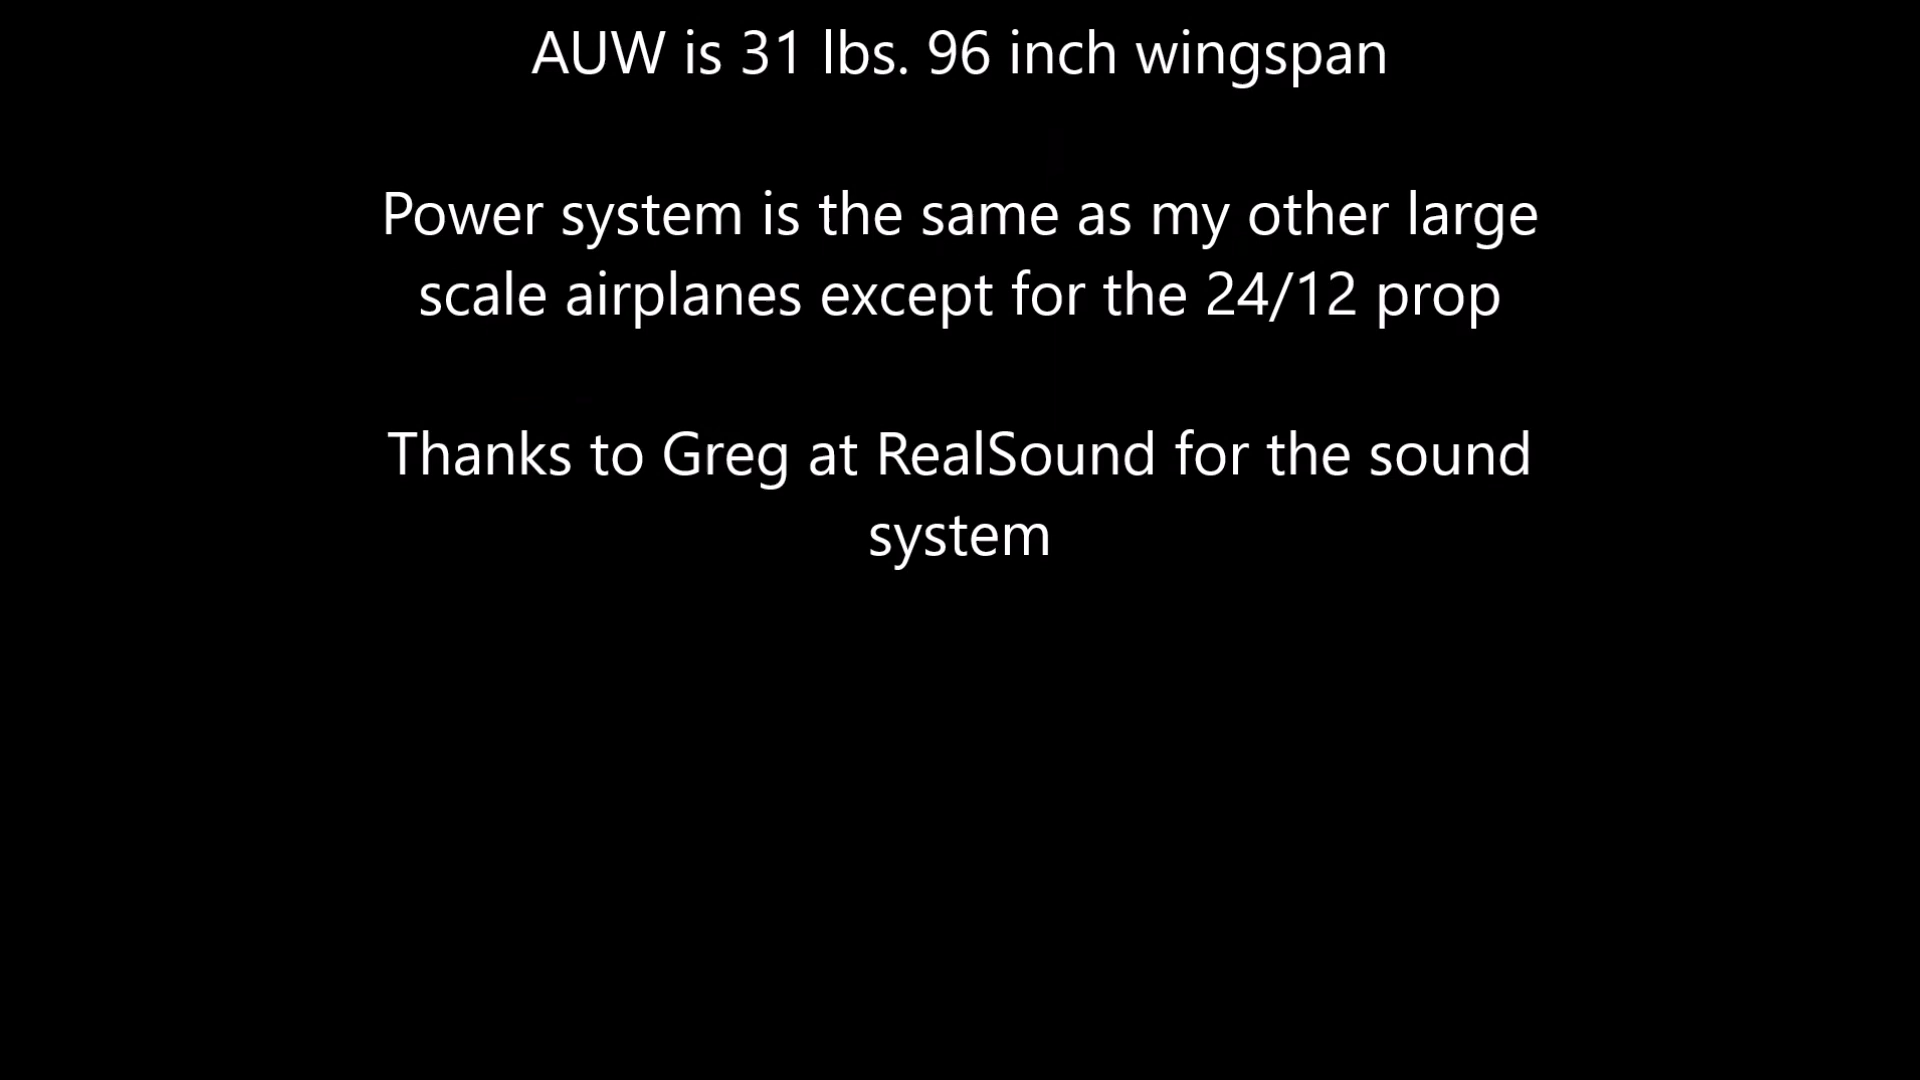 AUW is 31 lbs. 96 inch wingspan
Power system is the same as my other large
scale airplanes except for the 24/12 prop
Thanks to Greg at RealSound for the sound
system